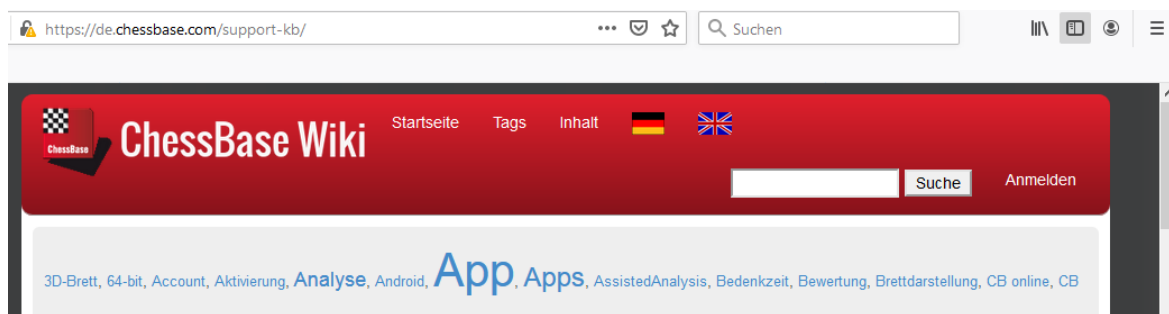 https://de.chessbase.com/support-kb/ Suchen
ChessBase ChessBase Wiki Startseite Tags Inhalt
Suche Anmelden
3D-Brett, 64-bit, Account, Aktivierung, Analyse, Android, App, Apps, AssistedAnalysis, Bedenkzeit, Bewertung, Brettdarstellung, CB online, CB